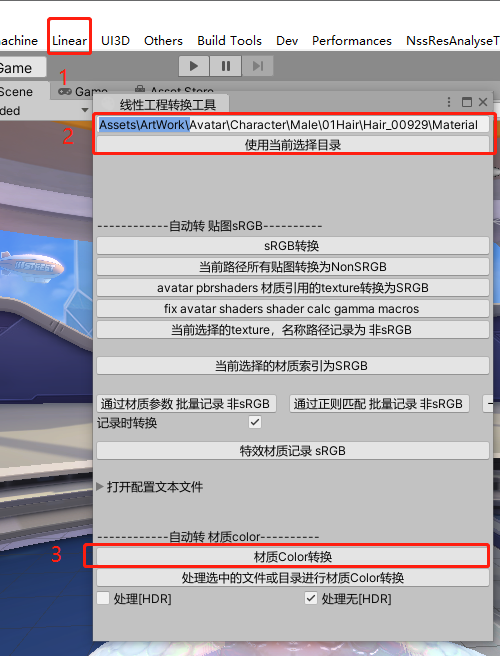 achine Linear UI3D Others Build Tools Dev Performances NssResAnalyseT
Game
1
Scene Game Asset Store
ded
线性工程转换工具
2
Assets\ArtWork\Avatar\Character\Male\01Hair\Hair_00929\Material
使用当前选择目录
------------自动转 贴图sRGB----------
sRGB转换
当前路径所有贴图转换为NonSRGB
avatar pbrshaders 材质引用的texture转换为SRGB
fix avatar shaders shader calc gamma macros
当前选择的texture，名称路径记录为 非sRGB
当前选择的材质索引为SRGB
通过材质参数 批量记录 非sRGB 通过正则匹配 批量记录 非sRGB
记录时转换
特效材质记录 sRGB
打开配置文本文件
------------自动转 材质color----------
3
材质Color转换
处理选中的文件或目录进行材质Color转换
处理[HDR] 处理无[HDR]